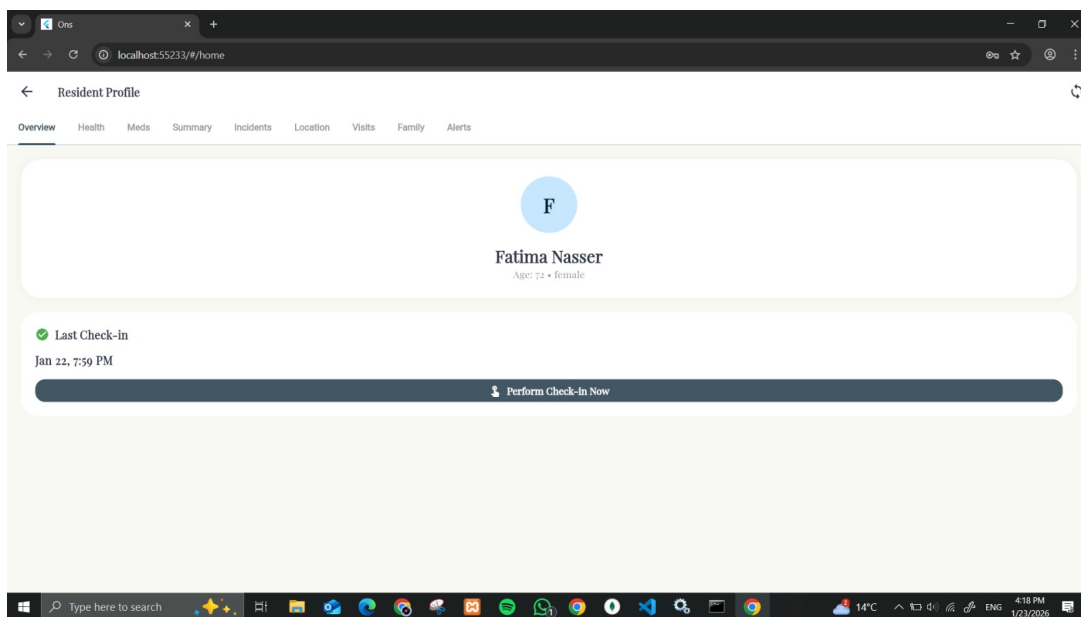 Ons
localhost:55233/#/home
Resident Profile
Overview Health Meds Summary Incidents Location Visits Family Alerts
F
Fatima Nasser
Age: 72 • female
Last Check-in
Jan 22, 7:59 PM
Perform Check-in Now
Type here to search
14°C
ENG
4:18 PM
1/23/2026